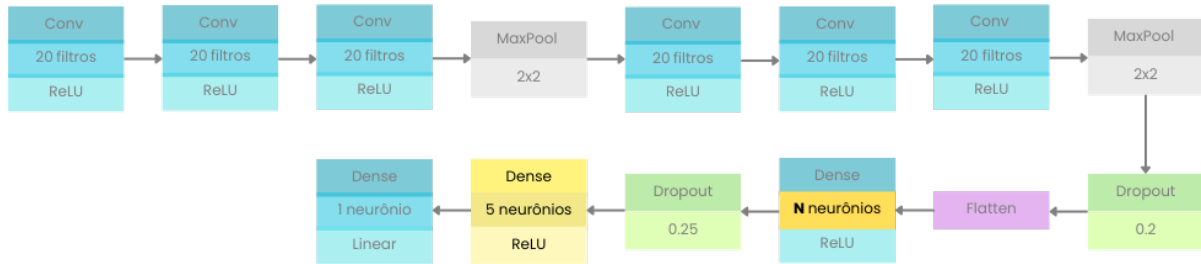 Conv
20 filtros
ReLU
Conv
20 filtros
ReLU
Conv
20 filtros
ReLU
MaxPool
2x2
Conv
20 filtros
ReLU
Conv
20 filtros
ReLU
Conv
20 filtros
ReLU
MaxPool
2x2
Dropout
0.2
Flatten
Dense
N neurônios
ReLU
Dropout
0.25
Dense
5 neurônios
ReLU
Dense
1 neurônio
Linear